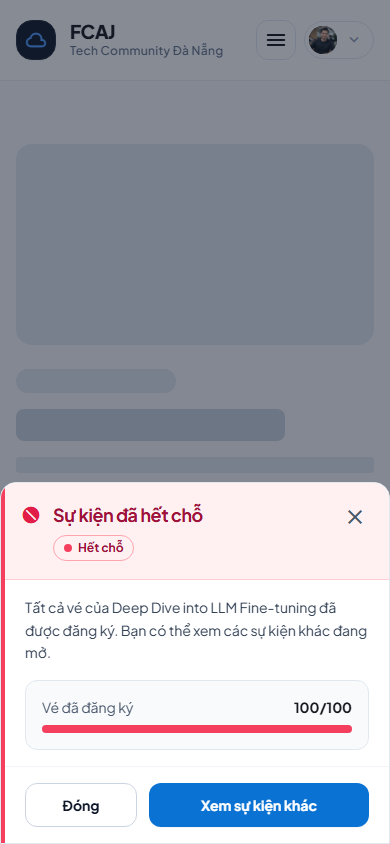 FCAJ
Tech Community Đà Nẵng
Sự kiện đã hết chỗ
Hết chỗ
Tất cả vé của Deep Dive into LLM Fine-tuning đã
được đăng ký. Bạn có thể xem các sự kiện khác đang
mở.
Vé đã đăng ký 100/100
Đóng Xem sự kiện khác